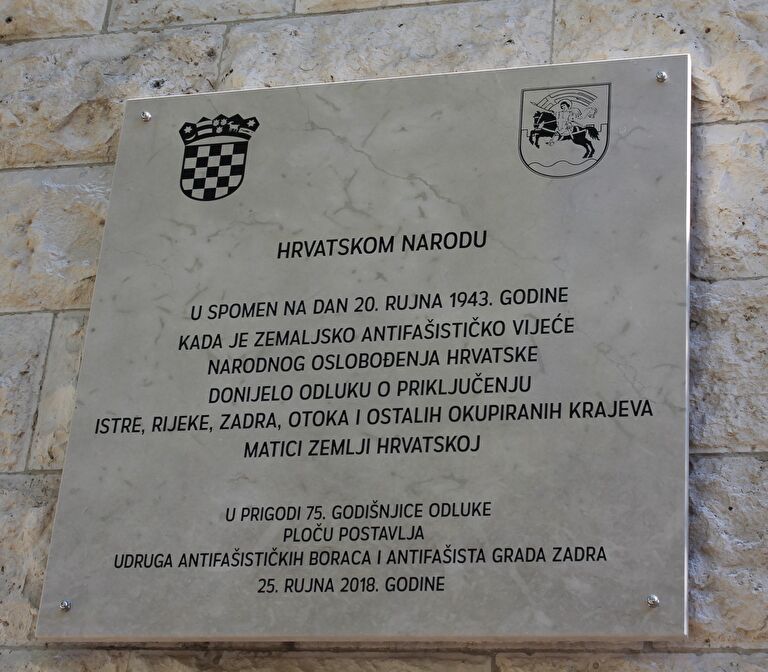 HRVATSKOM NARODU
U SPOMEN NA DAN 20. RUJNA 1943. GODINE
KADA JE ZEMALJSKO ANTIFAŠISTIČKO VIJEĆE
NARODNOG OSLOBOĐENJA HRVATSKE
DONIJELO ODLUKU O PRIKLJUČENJU
ISTRE, RIJEKE, ZADRA, OTOKA I OSTALIH OKUPIRANIH KRAJEVA
MATICI ZEMLJI HRVATSKOJ
U PRIGODI 75. GODIŠNJICE ODLUKE
PLOČU POSTAVLJA
UDRUGA ANTIFAŠISTIČKIH BORACA I ANTIFAŠISTA GRADA ZADRA
25. RUJNA 2018. GODINE